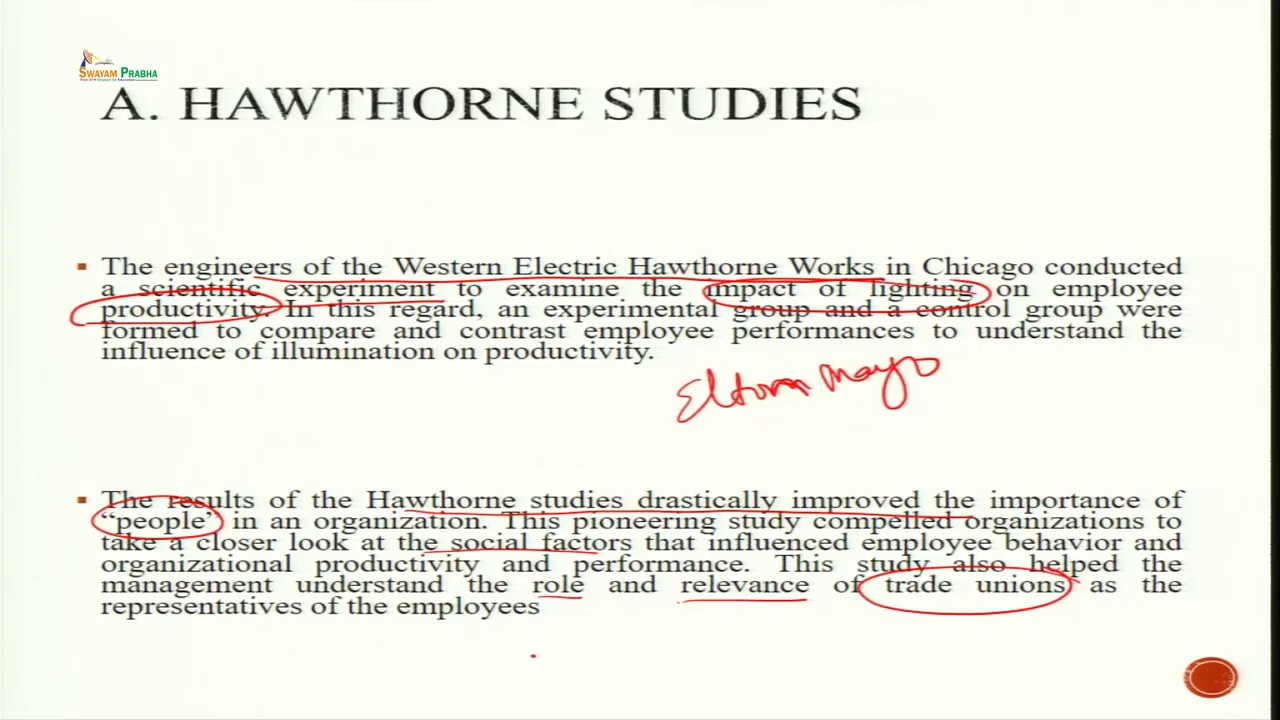 SWAYAM PRABHA
A. HAWTHORNE STUDIES
▪ The engineers of the Western Electric Hawthorne Works in Chicago conducted
a scientific experiment to examine the impact of lighting on employee
productivity. In this regard, an experimental group and a control group were
formed to compare and contrast employee performances to understand the
influence of illumination on productivity.
Elton Mayo
▪ The results of the Hawthorne studies drastically improved the importance of
“people” in an organization. This pioneering study compelled organizations to
take a closer look at the social factors that influenced employee behavior and
organizational productivity and performance. This study also helped the
management understand the role and relevance of trade unions as the
representatives of the employees